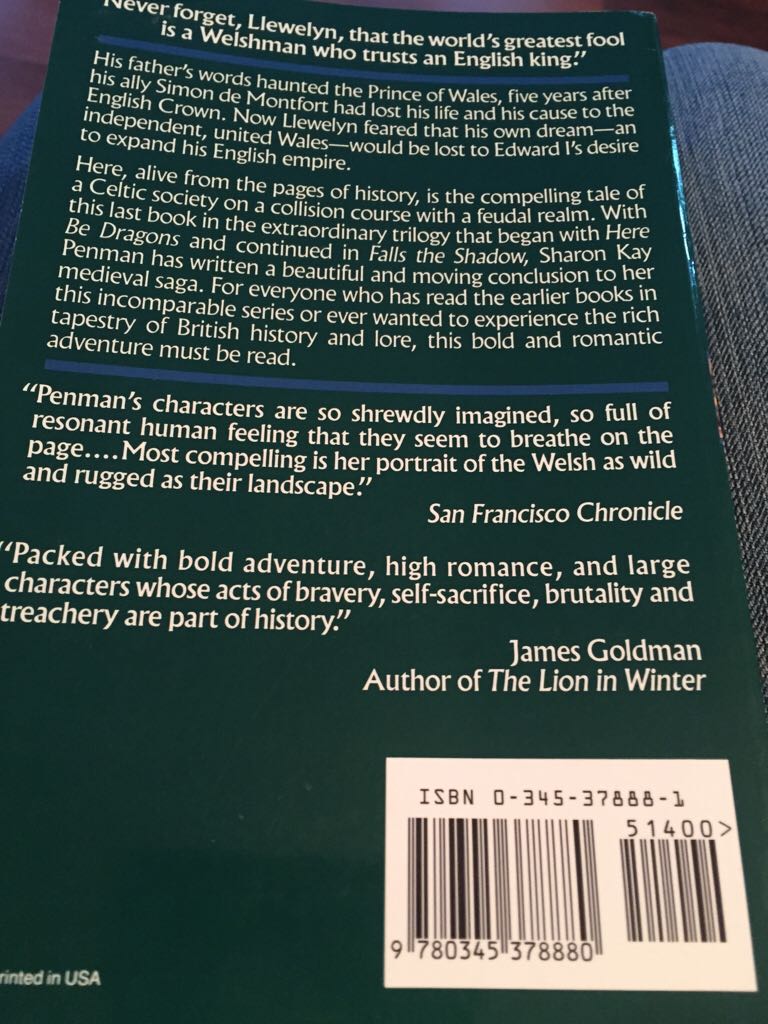 Never forget, Llewelyn, that the world's greatest fool
is a Welshman who trusts an English king."
His father's words haunted the Prince of Wales, five years after
his ally Simon de Montfort had lost his life and his cause to the
English Crown. Now Llewelyn feared that his own dream—an
independent, united Wales—would be lost to Edward I's desire
to expand his English empire.
Here, alive from the pages of history, is the compelling tale of
a Celtic society on a collision course with a feudal realm. With
this last book in the extraordinary trilogy that began with Here
Be Dragons and continued in Falls the Shadow, Sharon Kay
Penman has written a beautiful and moving conclusion to her
medieval saga. For everyone who has read the earlier books in
this incomparable series or ever wanted to experience the rich
tapestry of British history and lore, this bold and romantic
adventure must be read.
"Penman's characters are so shrewdly imagined, so full of
resonant human feeling that they seem to breathe on the
page....Most compelling is her portrait of the Welsh as wild
and rugged as their landscape."
San Francisco Chronicle
"Packed with bold adventure, high romance, and large
characters whose acts of bravery, self-sacrifice, brutality and
treachery are part of history."
James Goldman
Author of The Lion in Winter
ISBN 0-345-37888-1
51400>
9 780345 378880
rinted in USA